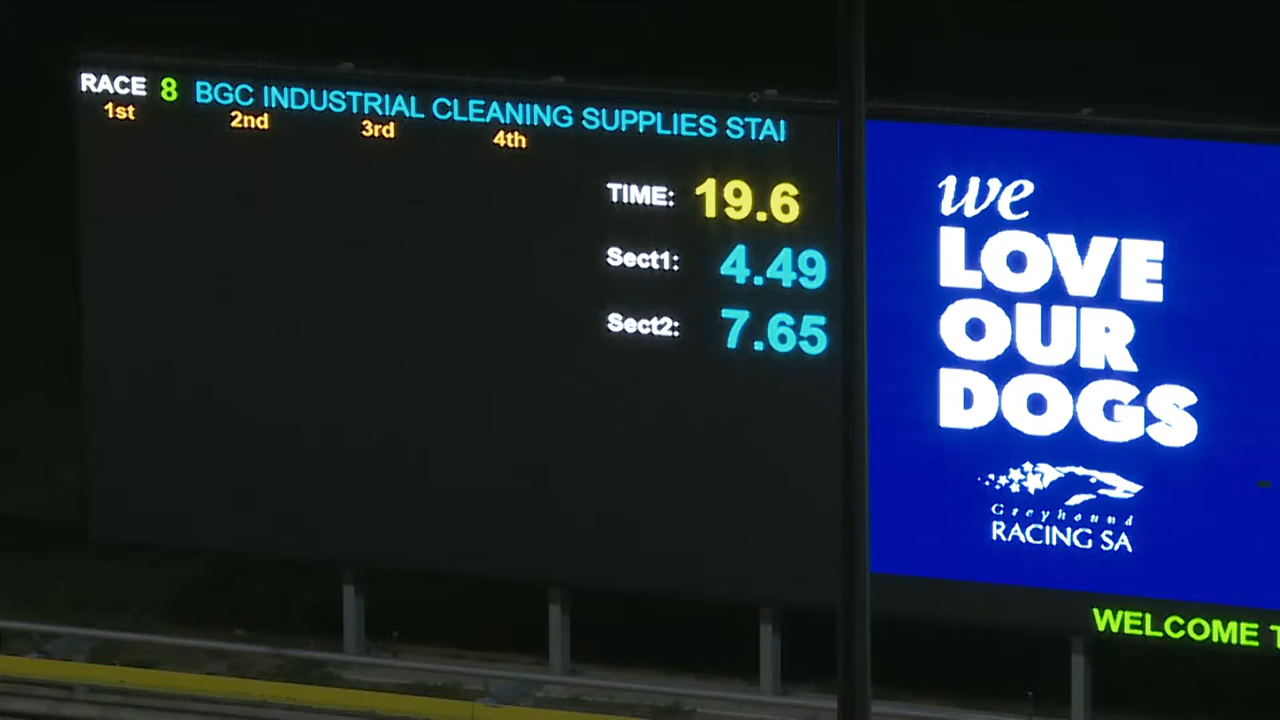 RACE 8 BGC INDUSTRIAL CLEANING SUPPLIES STAI
1st 2nd 3rd 4th
TIME: 19.6
Sect1: 4.49
Sect2: 7.65
we
LOVE
OUR
DOGS
Greyhound
RACING SA
WELCOME T